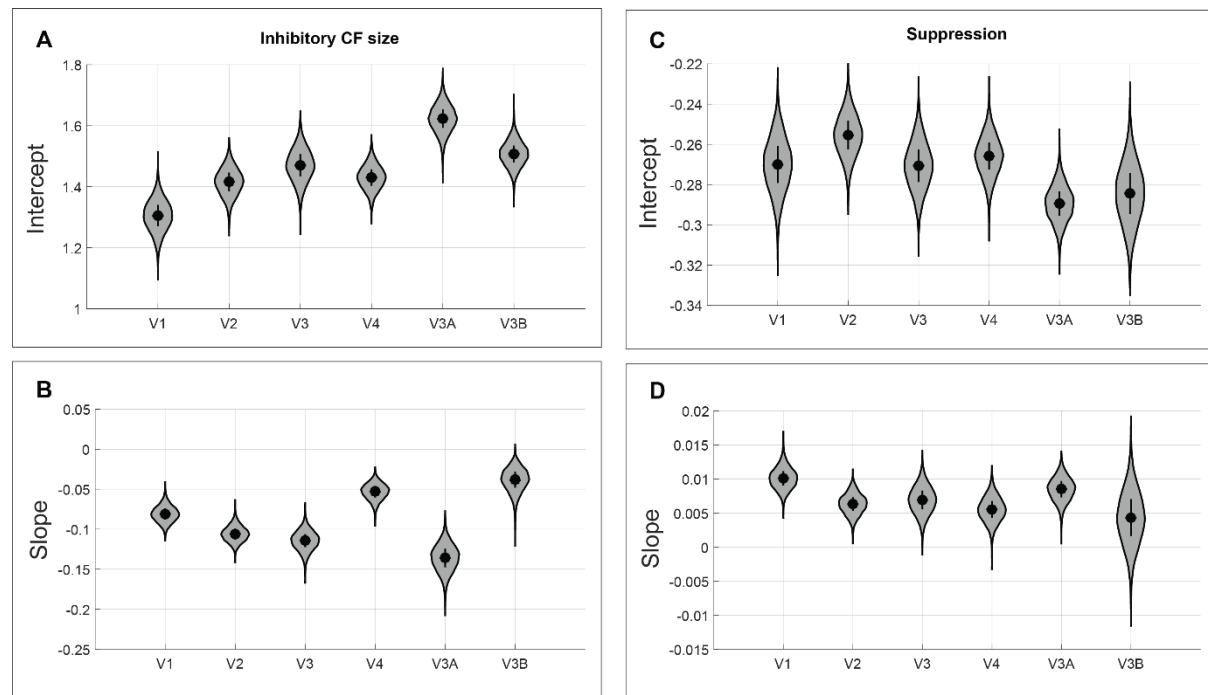 A
Inhibitory CF size
Intercept
1.8
1.6
1.4
1.2
1
V1 V2 V3 V4 V3A V3B
C
Suppression
Intercept
-0.22
-0.24
-0.26
-0.28
-0.3
-0.32
-0.34
V1 V2 V3 V4 V3A V3B
B
Slope
0.05
0
-0.05
-0.1
-0.15
-0.2
-0.25
V1 V2 V3 V4 V3A V3B
D
Slope
0.02
0.015
0.01
0.005
0
-0.005
-0.01
-0.015
V1 V2 V3 V4 V3A V3B